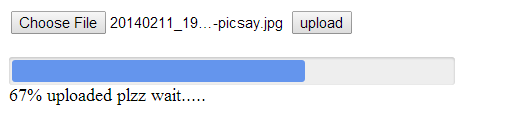 Choose File 20140211_19…-picsay.jpg upload
67% uploaded plzz wait.....